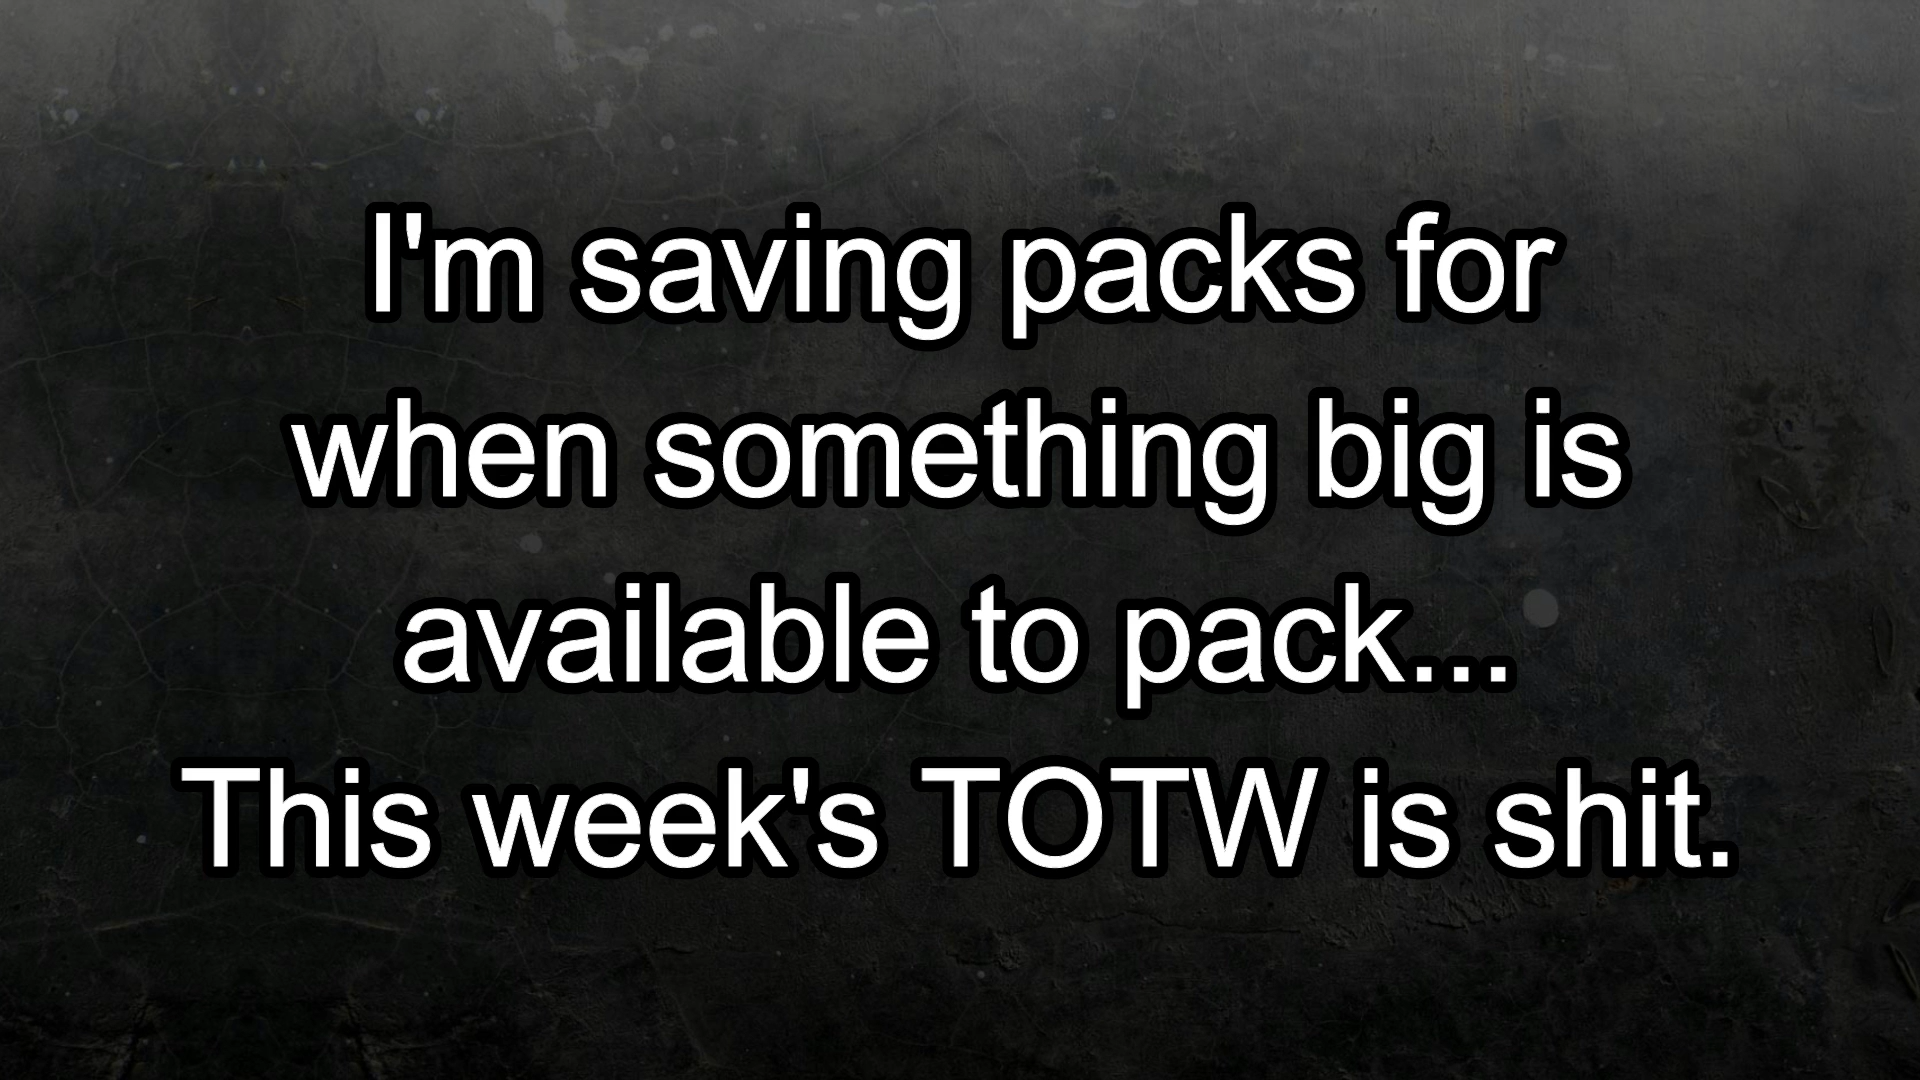 I'm saving packs for
when something big is
available to pack...
This week's TOTW is shit.